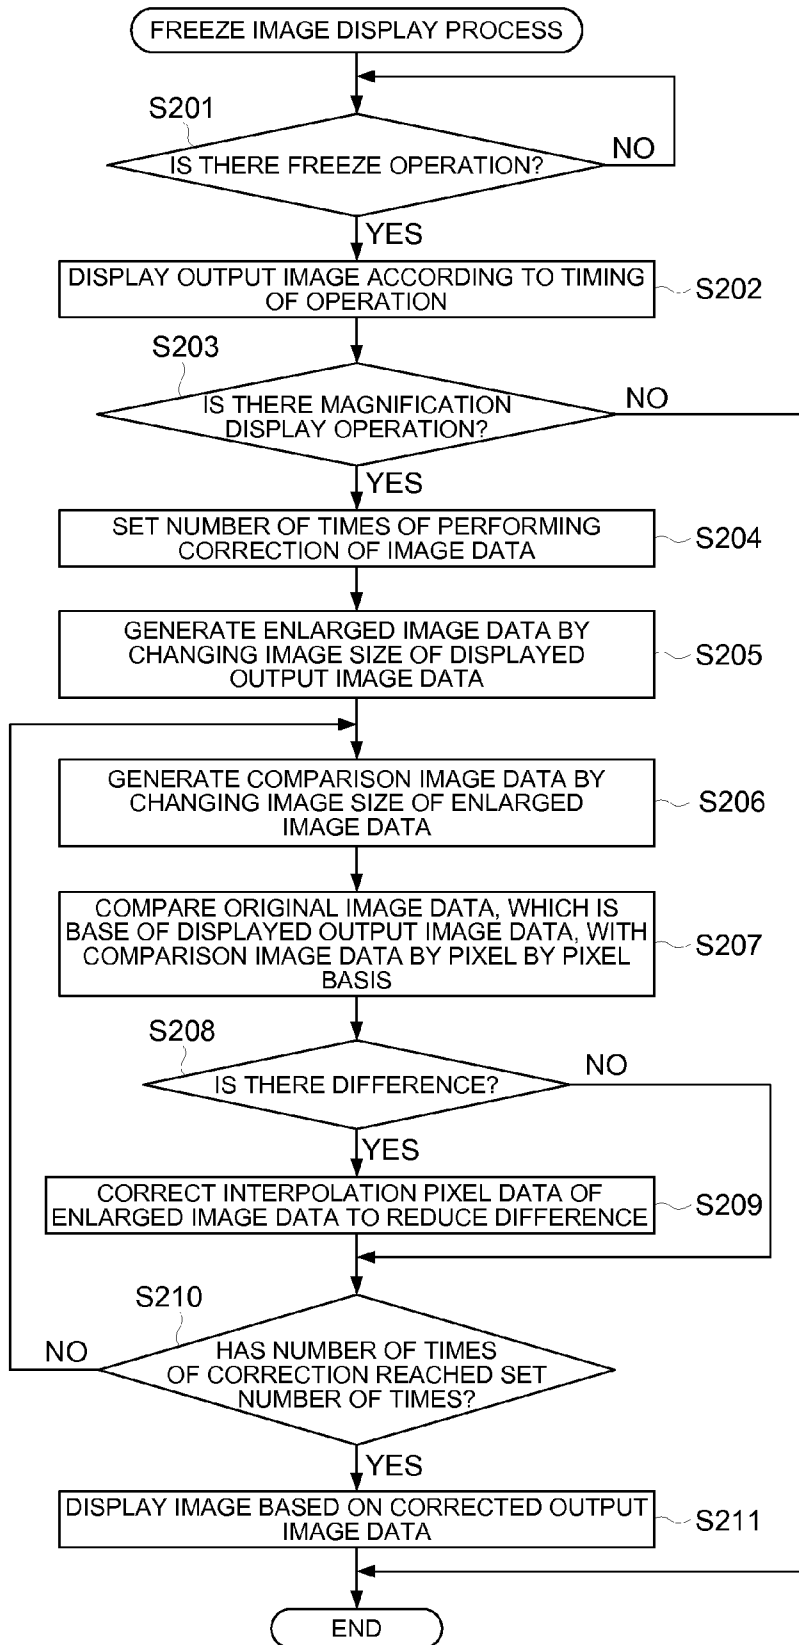 FREEZE IMAGE DISPLAY PROCESS
S201
IS THERE FREEZE OPERATION?
NO
YES
DISPLAY OUTPUT IMAGE ACCORDING TO TIMING
OF OPERATION
S202
S203
IS THERE MAGNIFICATION
DISPLAY OPERATION?
NO
YES
SET NUMBER OF TIMES OF PERFORMING
CORRECTION OF IMAGE DATA
S204
GENERATE ENLARGED IMAGE DATA BY
CHANGING IMAGE SIZE OF DISPLAYED
OUTPUT IMAGE DATA
S205
GENERATE COMPARISON IMAGE DATA BY
CHANGING IMAGE SIZE OF ENLARGED
IMAGE DATA
S206
COMPARE ORIGINAL IMAGE DATA, WHICH IS
BASE OF DISPLAYED OUTPUT IMAGE DATA, WITH
COMPARISON IMAGE DATA BY PIXEL BY PIXEL
BASIS
S207
S208
IS THERE DIFFERENCE?
NO
YES
CORRECT INTERPOLATION PIXEL DATA OF
ENLARGED IMAGE DATA TO REDUCE DIFFERENCE
S209
S210
HAS NUMBER OF TIMES
OF CORRECTION REACHED SET
NUMBER OF TIMES?
NO
YES
DISPLAY IMAGE BASED ON CORRECTED OUTPUT
IMAGE DATA
S211
END